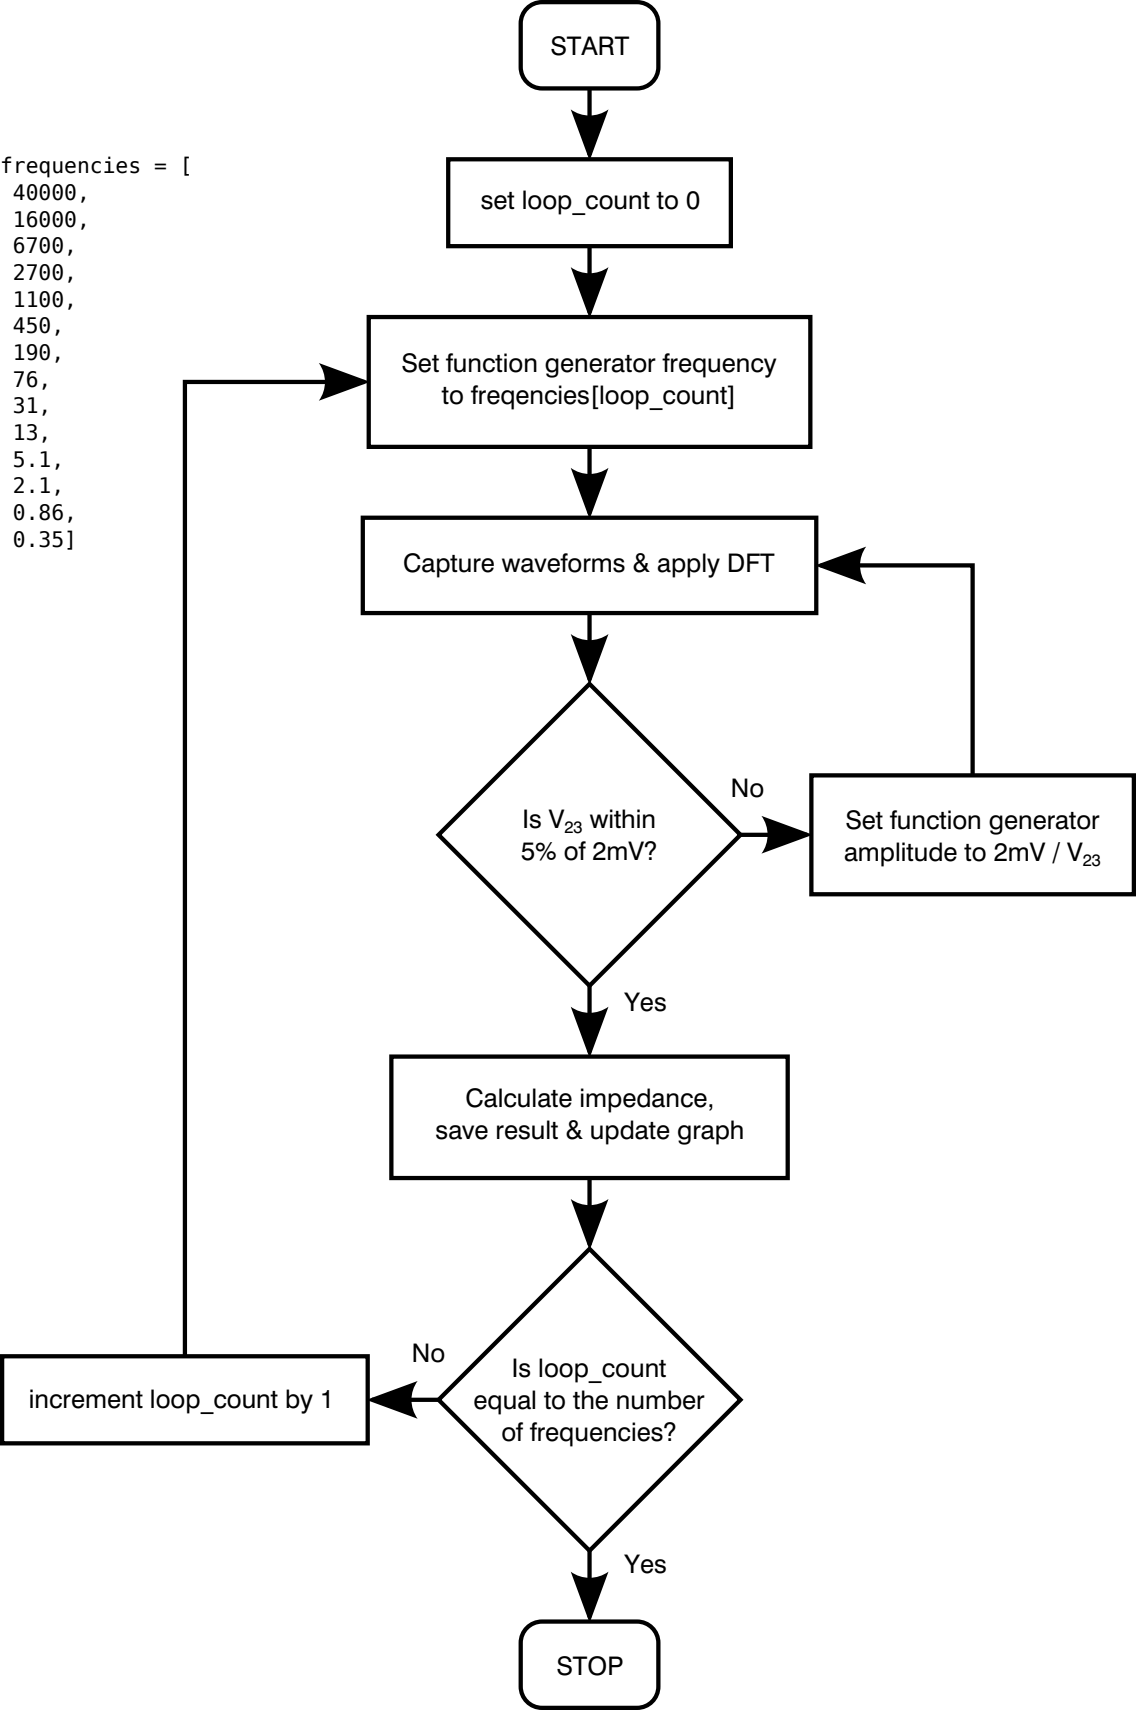 START
set loop_count to 0
frequencies = [
40000,
16000,
6700,
2700,
1100,
450,
190,
76,
31,
13,
5.1,
2.1,
0.86,
0.35]
Set function generator frequency
to freqencies[loop_count]
Capture waveforms & apply DFT
Is V₂₃ within
5% of 2mV?
No
Set function generator
amplitude to 2mV / V₂₃
Yes
Calculate impedance,
save result & update graph
Is loop_count
equal to the number
of frequencies?
No
increment loop_count by 1
Yes
STOP